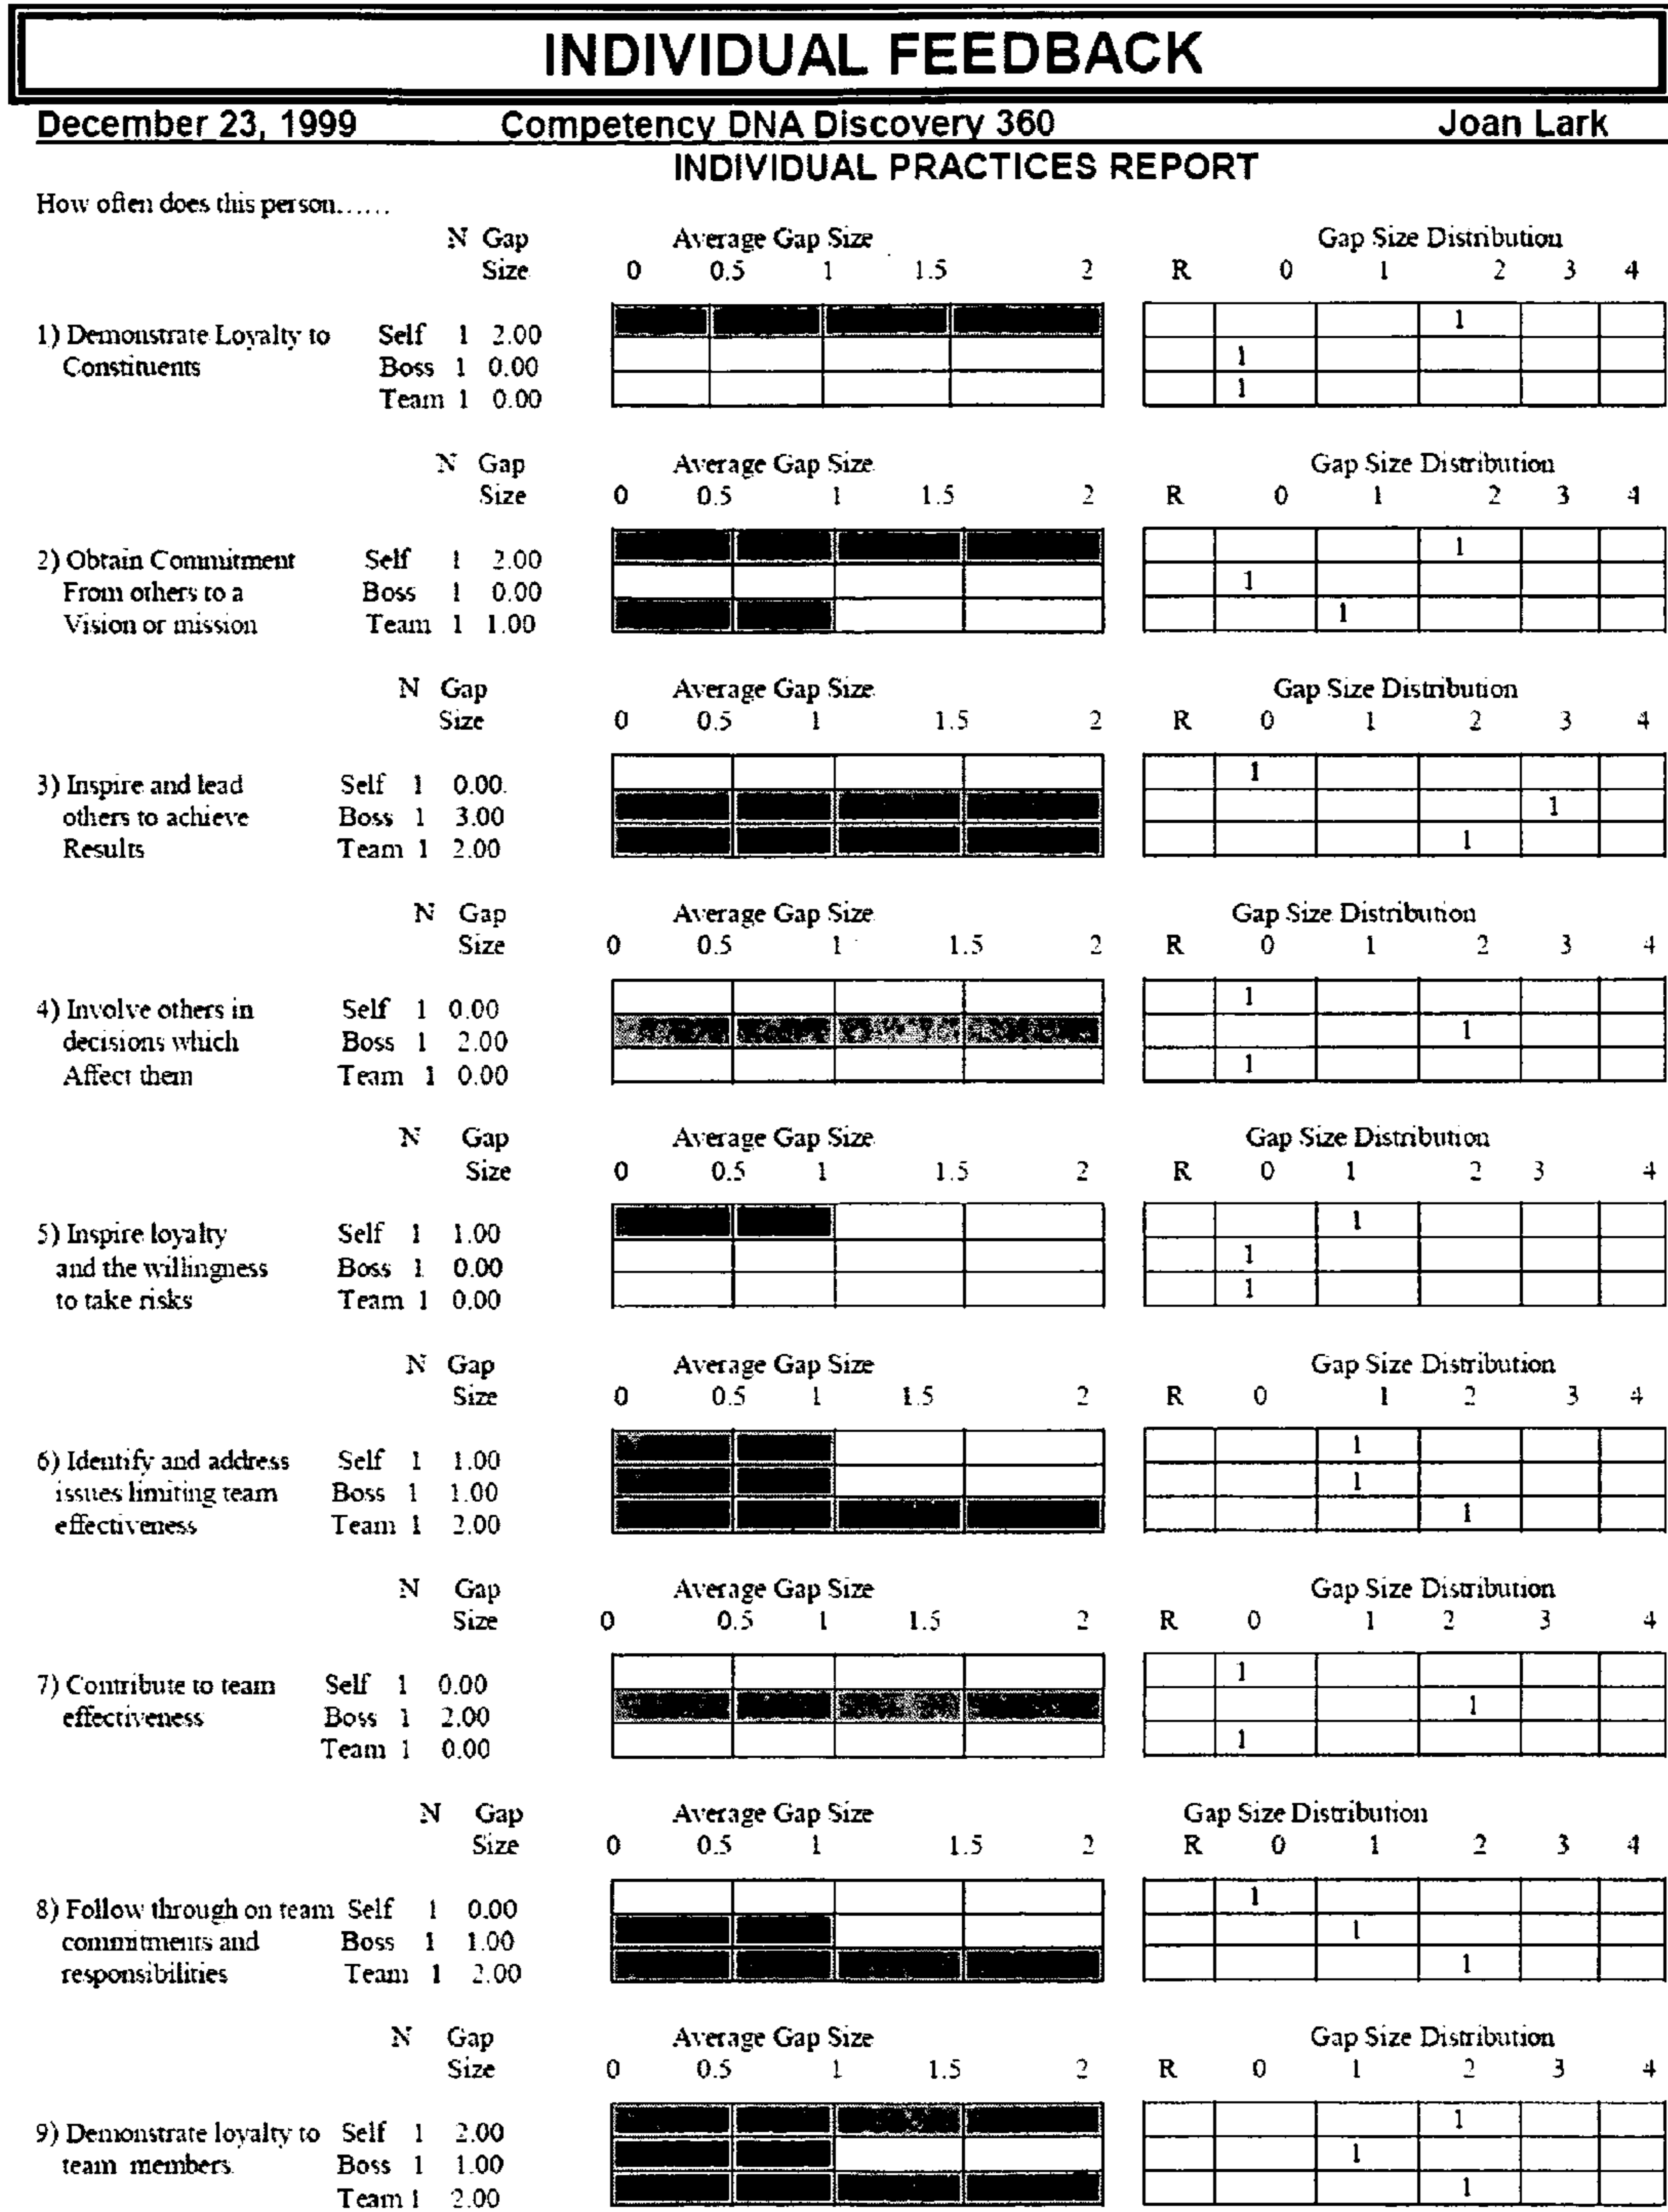 INDIVIDUAL FEEDBACK
December 23, 1999 Competency DNA Discovery 360 Joan Lark
INDIVIDUAL PRACTICES REPORT
How often does this person......
N Gap Average Gap Size Gap Size Distribution
Size 0 0.5 1 1.5 2 R 0 1 2 3 4
1) Demonstrate Loyalty to Self 1 2.00 1
Constituents Boss 1 0.00 1
Team 1 0.00 1
N Gap Average Gap Size Gap Size Distribution
Size 0 0.5 1 1.5 2 R 0 1 2 3 4
2) Obtain Commitment Self 1 2.00 1
From others to a Boss 1 0.00 1
Vision or mission Team 1 1.00 1
N Gap Average Gap Size Gap Size Distribution
Size 0 0.5 1 1.5 2 R 0 1 2 3 4
3) Inspire and lead Self 1 0.00 1
others to achieve Boss 1 3.00 1
Results Team 1 2.00 1
N Gap Average Gap Size Gap Size Distribution
Size 0 0.5 1 1.5 2 R 0 1 2 3 4
4) Involve others in Self 1 0.00 1
decisions which Boss 1 2.00 1
Affect them Team 1 0.00 1
N Gap Average Gap Size Gap Size Distribution
Size 0 0.5 1 1.5 2 R 0 1 2 3 4
5) Inspire loyalty Self 1 1.00 1
and the willingness Boss 1 0.00 1
to take risks Team 1 0.00 1
N Gap Average Gap Size Gap Size Distribution
Size 0 0.5 1 1.5 2 R 0 1 2 3 4
6) Identify and address Self 1 1.00 1
issues limiting team Boss 1 1.00 1
effectiveness Team 1 2.00 1
N Gap Average Gap Size Gap Size Distribution
Size 0 0.5 1 1.5 2 R 0 1 2 3 4
7) Contribute to team Self 1 0.00 1
effectiveness Boss 1 2.00 1
Team 1 0.00 1
N Gap Average Gap Size Gap Size Distribution
Size 0 0.5 1 1.5 2 R 0 1 2 3 4
8) Follow through on team Self 1 0.00 1
commitments and Boss 1 1.00 1
responsibilities Team 1 2.00 1
N Gap Average Gap Size Gap Size Distribution
Size 0 0.5 1 1.5 2 R 0 1 2 3 4
9) Demonstrate loyalty to Self 1 2.00 1
team members Boss 1 1.00 1
Team 1 2.00 1